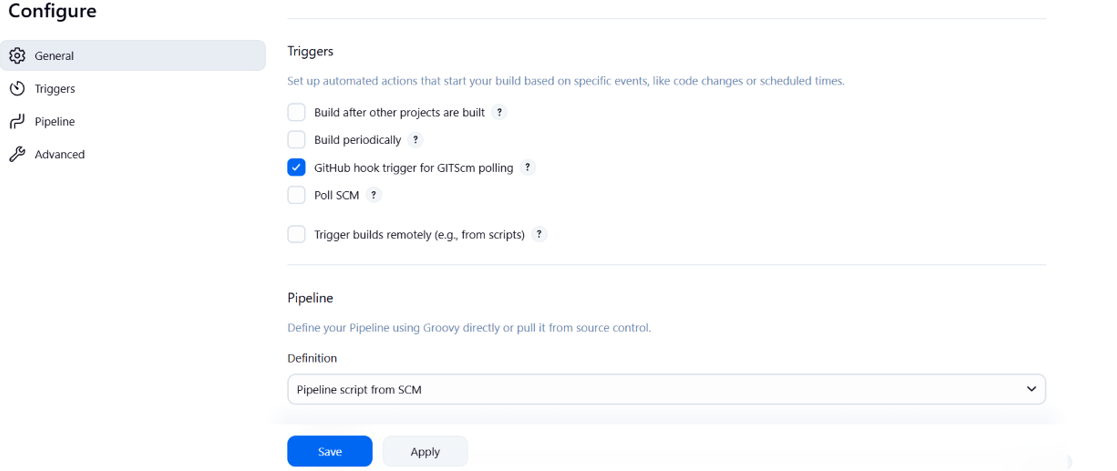 Configure
General
Triggers
Pipeline
Advanced
Triggers
Set up automated actions that start your build based on specific events, like code changes or scheduled times.
Build after other projects are built ?
Build periodically ?
GitHub hook trigger for GITScm polling ?
Poll SCM ?
Trigger builds remotely (e.g., from scripts) ?
Pipeline
Define your Pipeline using Groovy directly or pull it from source control.
Definition
Pipeline script from SCM
Save Apply